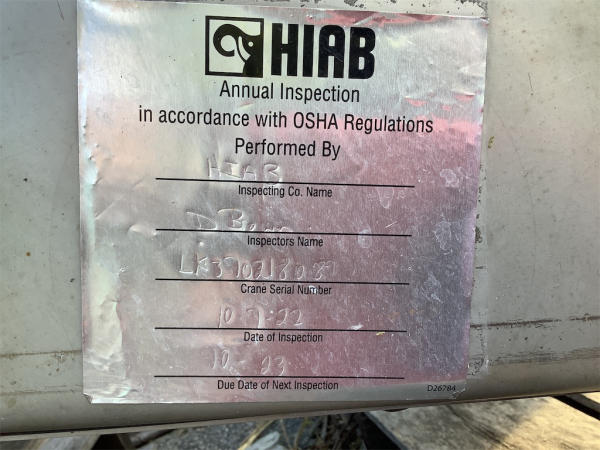 HIAB
Annual Inspection
in accordance with OSHA Regulations
Performed By
HIAB
Inspecting Co. Name
D
Inspectors Name
Crane Serial Number
10 7:22
Date of Inspection
10 - 23
Due Date of Next Inspection
D26784